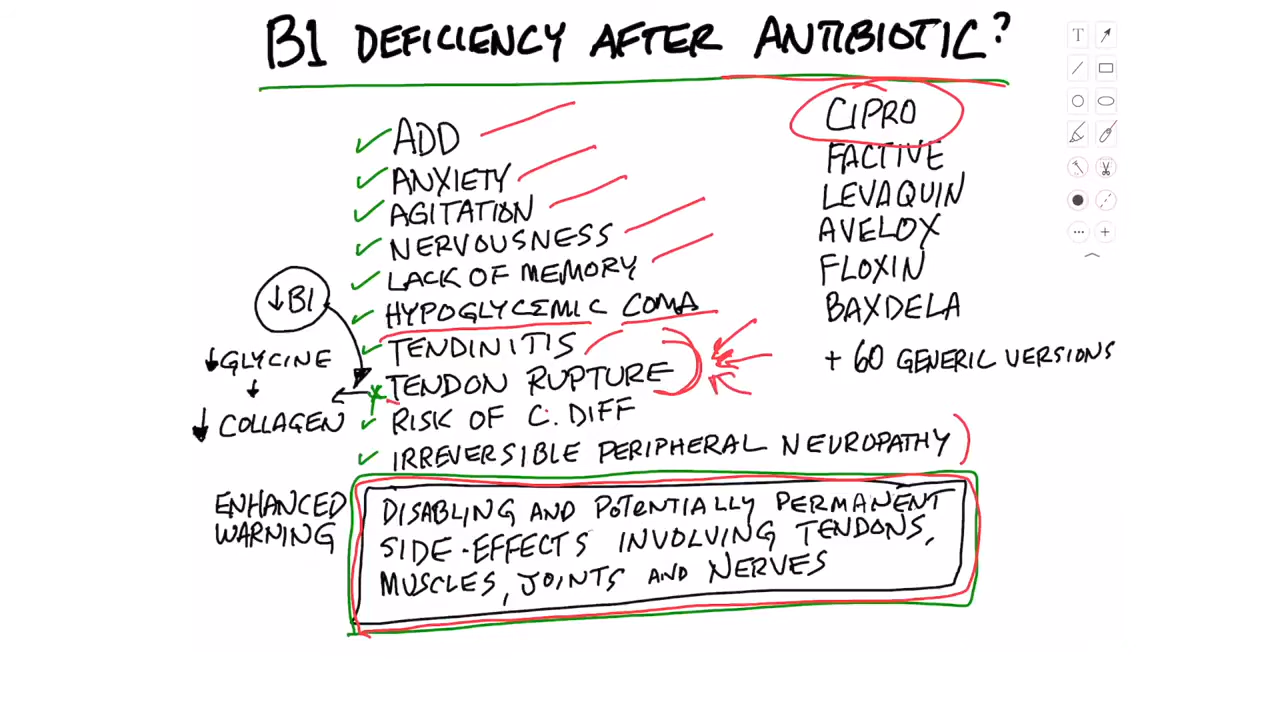 B1 DEFICIENCY AFTER ANTIBIOTIC?
ADD
ANXIETY
AGITATION
NERVOUSNESS
LACK OF MEMORY
HYPOGLYCEMIC COMA
TENDINITIS
TENDON RUPTURE
RISK OF C. DIFF
IRREVERSIBLE PERIPHERAL NEUROPATHY
↓B1
↓GLYCINE
↓
↓ COLLAGEN
CIPRO
FACTIVE
LEVAQUIN
AVELOX
FLOXIN
BAXDELA
+ 60 GENERIC VERSIONS
ENHANCED
WARNING
DISABLING AND POTENTIALLY PERMANENT
SIDE-EFFECTS INVOLVING TENDONS,
MUSCLES, JOINTS AND NERVES
T